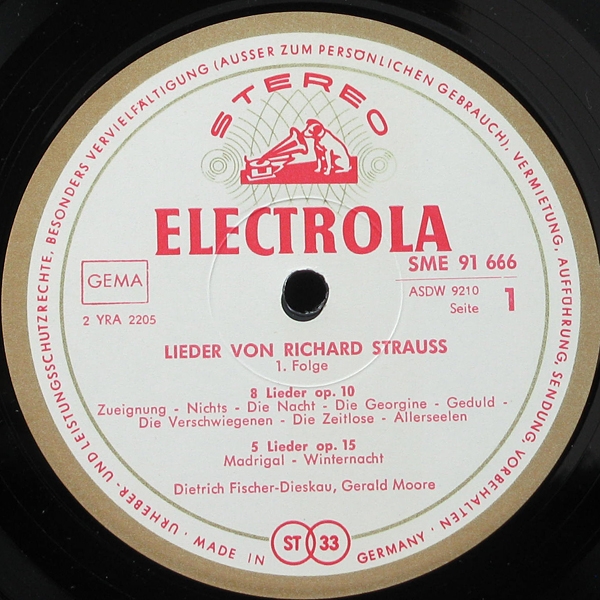 URHEBER- UND LEISTUNGSSCHUTZRECHTE, BESONDERS VERVIELFÄLTIGUNG (AUSSER ZUM PERSÖNLICHEN GEBRAUCH), VERMIETUNG, AUFFÜHRUNG, SENDUNG, VORBEHALTEN ·
STEREO
ELECTROLA
SME 91 666
GEMA
ASDW 9210
Seite 1
2 YRA 2205
LIEDER VON RICHARD STRAUSS
1. Folge
8 Lieder op. 10
Zueignung - Nichts - Die Nacht - Die Georgine - Geduld -
Die Verschwiegenen - Die Zeitlose - Allerseelen
5 Lieder op. 15
Madrigal - Winternacht
Dietrich Fischer-Dieskau, Gerald Moore
ST 33
· MADE IN GERMANY ·